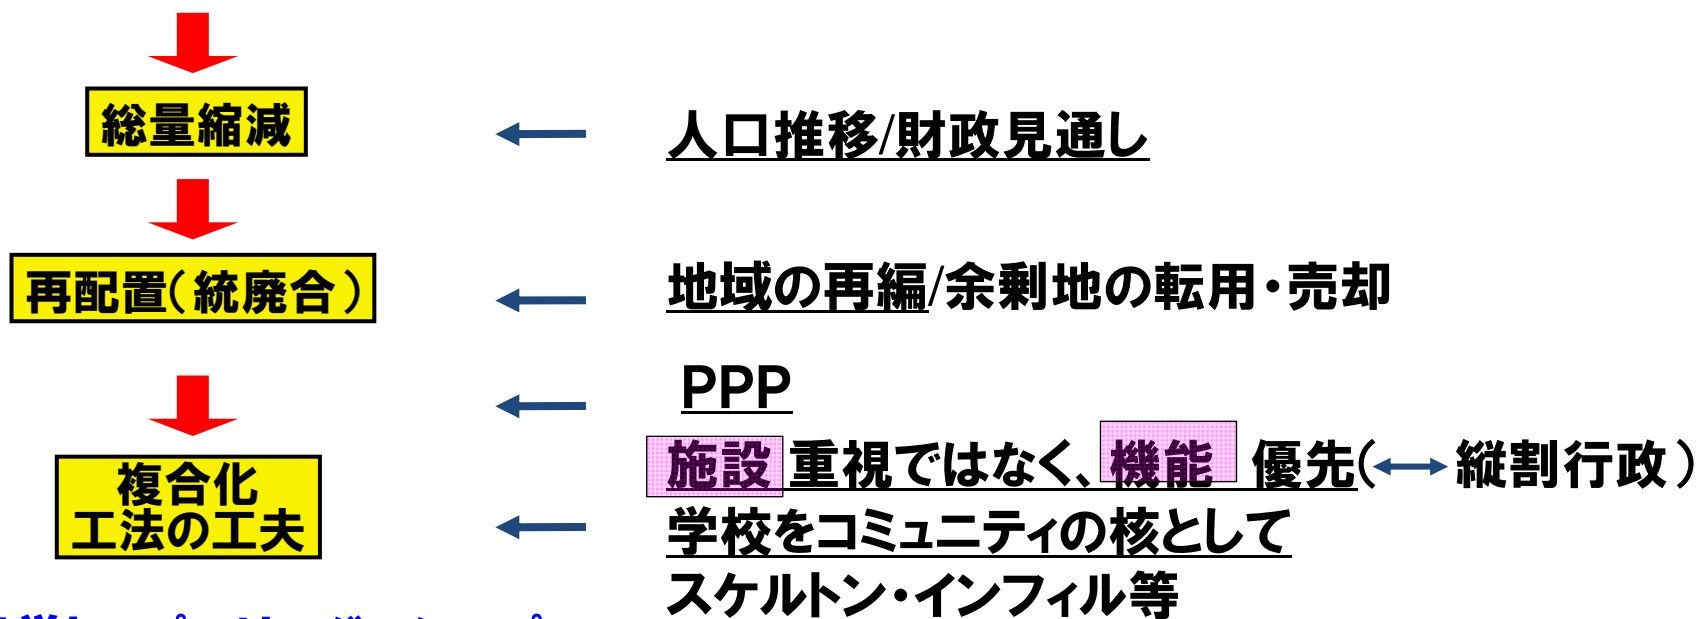 総量縮減
人口推移/財政見通し
再配置(統廃合)
地域の再編/余剰地の転用・売却
PPP
施設重視ではなく、機能 優先(↔縦割行政)
複合化
工法の工夫
学校をコミュニティの核として
スケルトン・インフィル等